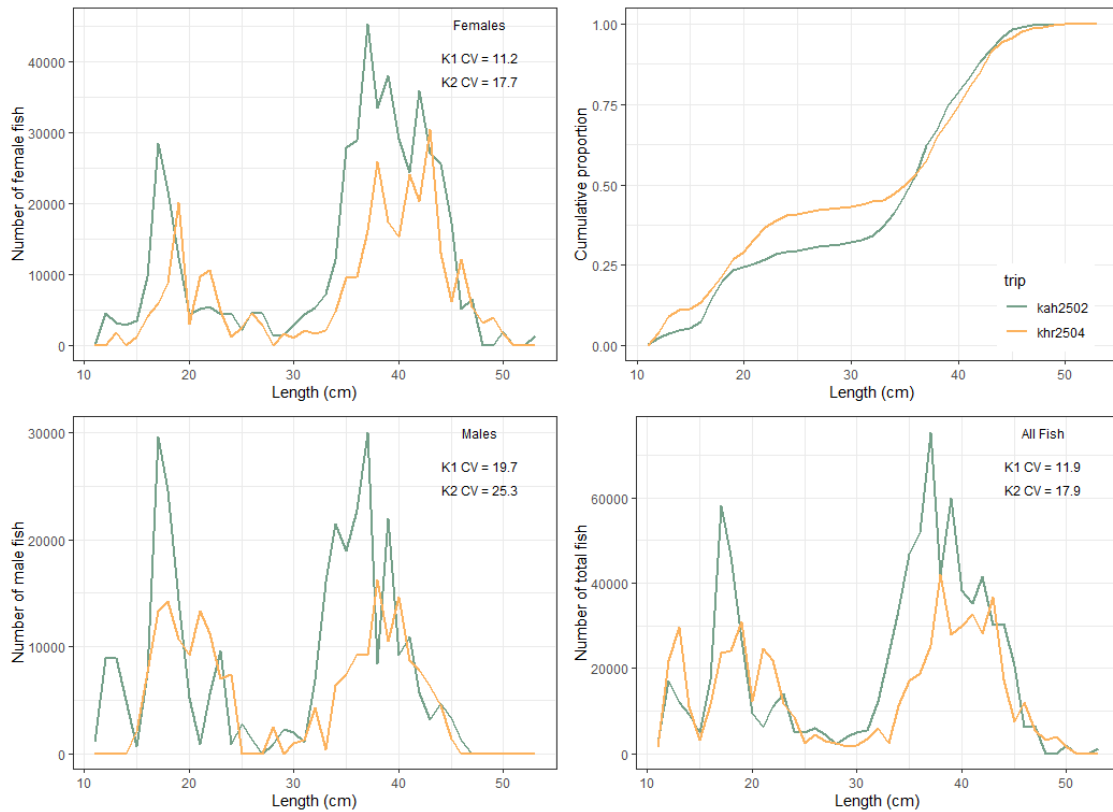 Females
K1 CV = 11.2
K2 CV = 17.7
Number of female fish
40000
30000
20000
10000
0
10
20
30
40
50
Length (cm)
Cumulative proportion
1.00
0.75
0.50
0.25
0.00
trip
kah2502
khr2504
10
20
30
40
50
Length (cm)
Males
K1 CV = 19.7
K2 CV = 25.3
Number of male fish
30000
20000
10000
0
10
20
30
40
50
Length (cm)
All Fish
K1 CV = 11.9
K2 CV = 17.9
Number of total fish
60000
40000
20000
0
10
20
30
40
50
Length (cm)